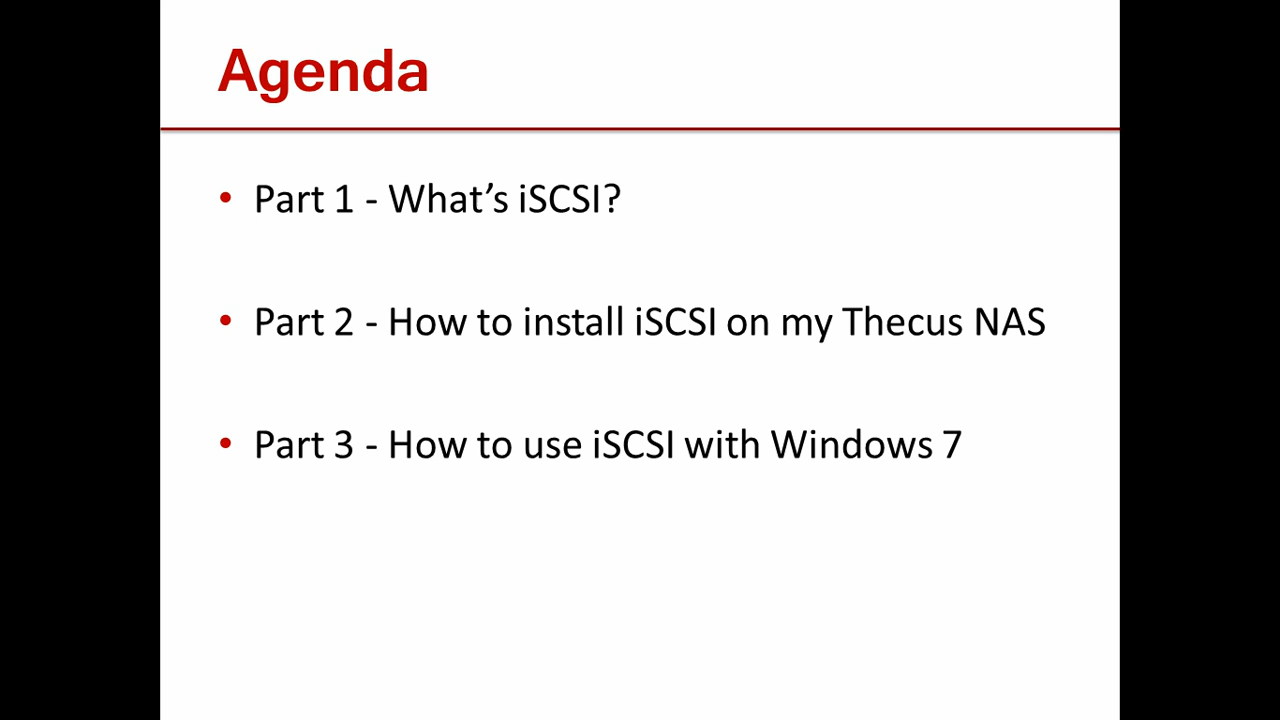 Agenda
• Part 1 - What’s iSCSI?
• Part 2 - How to install iSCSI on my Thecus NAS
• Part 3 - How to use iSCSI with Windows 7